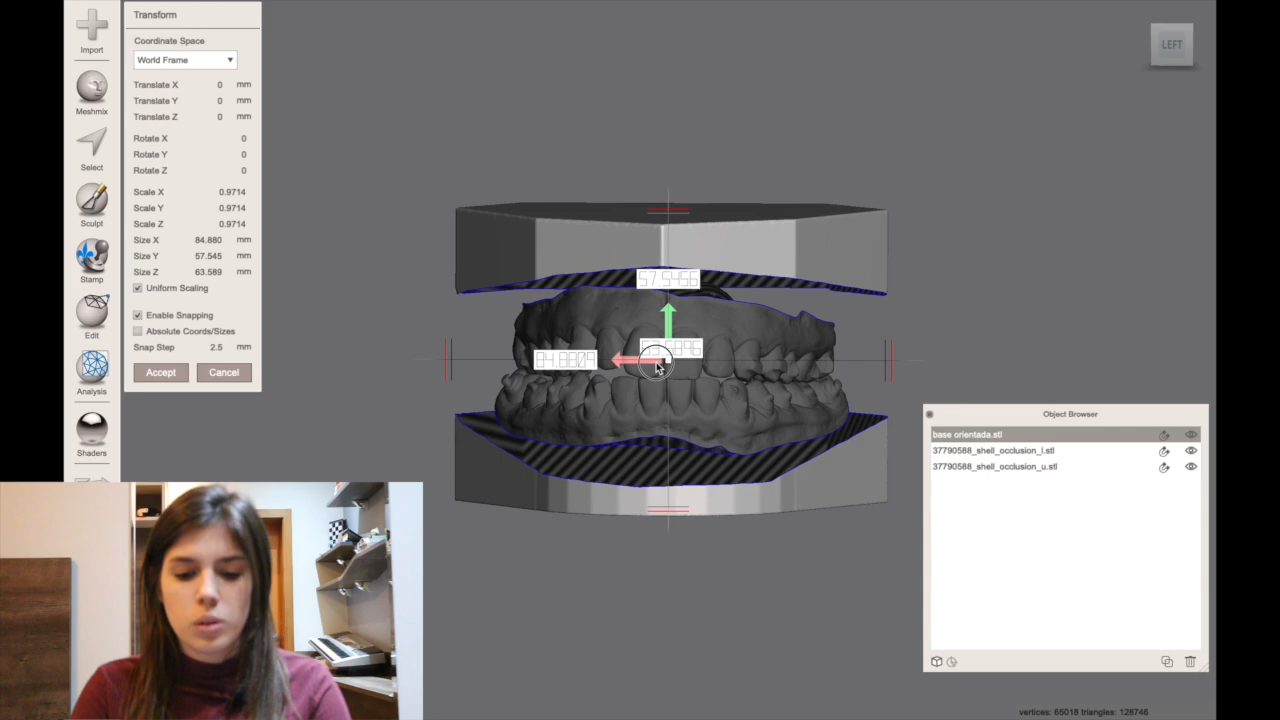 Import
Meshmix
Select
Sculpt
Stamp
Edit
Analysis
Shaders
Transform
Coordinate Space
World Frame
Translate X 0 mm
Translate Y 0 mm
Translate Z 0 mm
Rotate X 0
Rotate Y 0
Rotate Z 0
Scale X 0.9714
Scale Y 0.9714
Scale Z 0.9714
Size X 84.880 mm
Size Y 57.545 mm
Size Z 63.589 mm
Uniform Scaling
Enable Snapping
Absolute Coords/Sizes
Snap Step 2.5 mm
Accept Cancel
LEFT
57.5456
84.8809
Object Browser
base orientada.stl
37790588_shell_occlusion_l.stl
37790588_shell_occlusion_u.stl
vertices: 65018 triangles: 128746